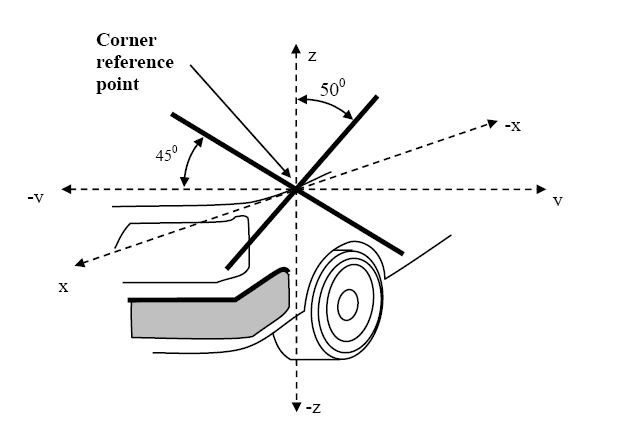 Corner
reference
point
z
50⁰
-x
45⁰
-v
v
x
-z